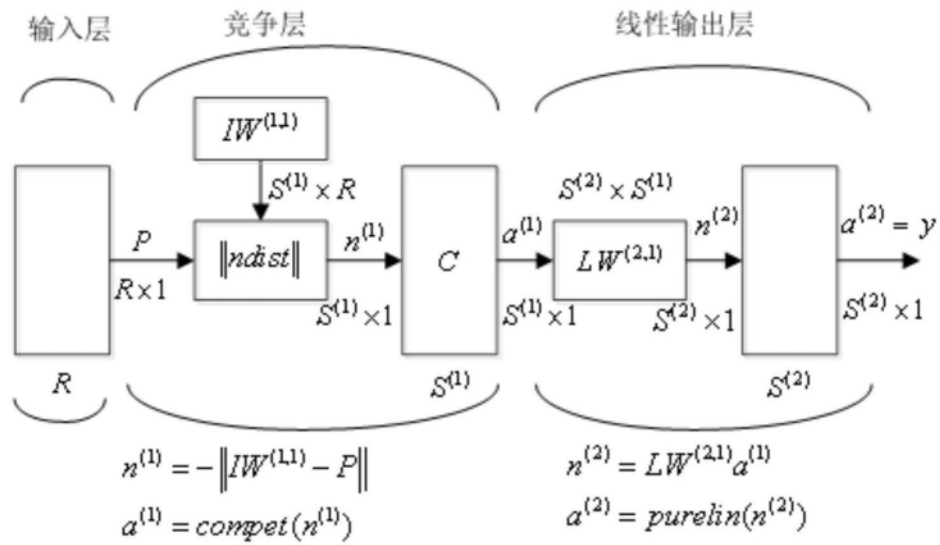 输入层 竞争层 线性输出层
IW^(1,1)
S^(1) × R S^(2) × S^(1)
P n^(1) a^(1) n^(2) a^(2) = y
‖ndist‖ C LW^(2,1)
R×1 S^(1)×1 S^(1)×1 S^(2)×1 S^(2)×1
R S^(1) S^(2)
n^(1) = −‖IW^(1,1) − P‖ n^(2) = LW^(2,1)a^(1)
a^(1) = compet(n^(1)) a^(2) = purelin(n^(2))